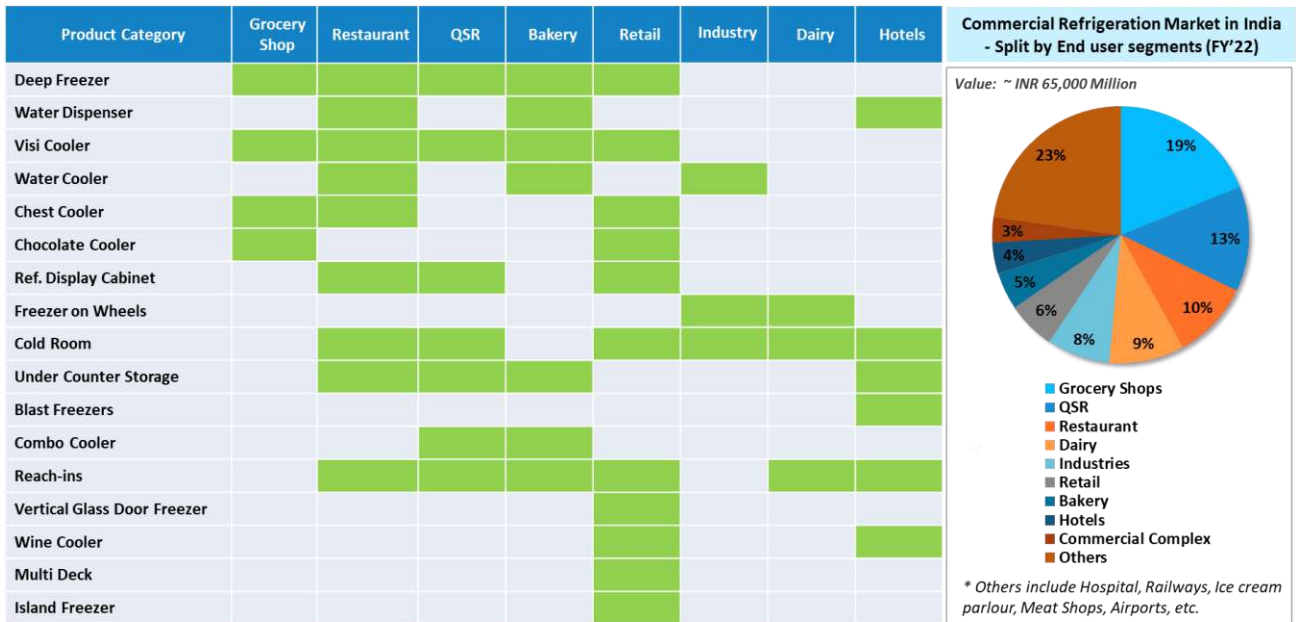 Product Category
Grocery
Shop
Restaurant
QSR
Bakery
Retail
Industry
Dairy
Hotels
Deep Freezer
Water Dispenser
Visi Cooler
Water Cooler
Chest Cooler
Chocolate Cooler
Ref. Display Cabinet
Freezer on Wheels
Cold Room
Under Counter Storage
Blast Freezers
Combo Cooler
Reach-ins
Vertical Glass Door Freezer
Wine Cooler
Multi Deck
Island Freezer
Commercial Refrigeration Market in India
- Split by End user segments (FY'22)
Value: ~ INR 65,000 Million
19%
13%
10%
9%
8%
6%
5%
4%
3%
23%
Grocery Shops
QSR
Restaurant
Dairy
Industries
Retail
Bakery
Hotels
Commercial Complex
Others
* Others include Hospital, Railways, Ice cream
parlour, Meat Shops, Airports, etc.